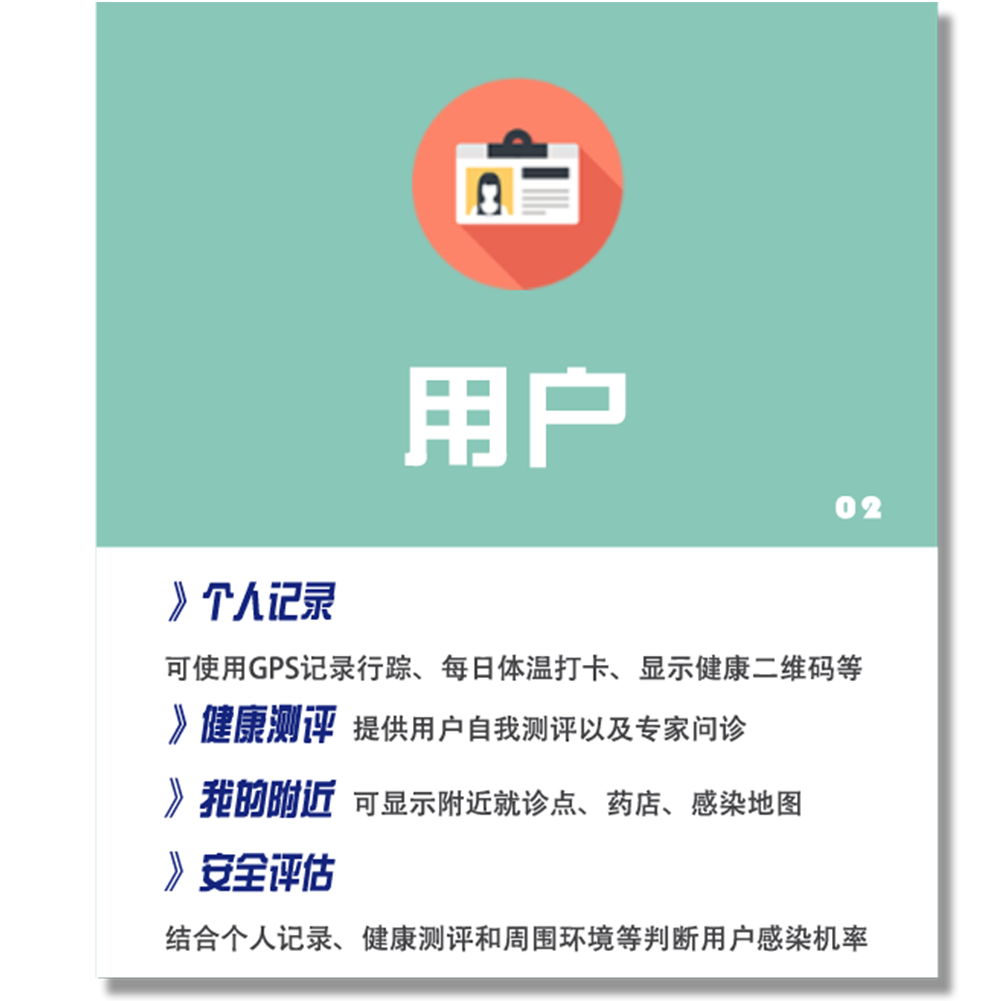 用户
02
》个人记录
可使用GPS记录行踪、每日体温打卡、显示健康二维码等
》健康测评 提供用户自我测评以及专家问诊
》我的附近 可显示附近就诊点、药店、感染地图
》安全评估
结合个人记录、健康测评和周围环境等判断用户感染机率